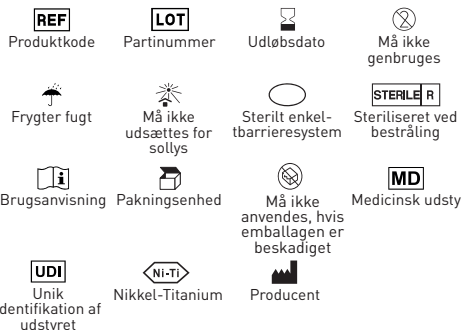 REF
LOT
Produktkode
Partinummer
Udløbsdato
Må ikke
genbruges
2
STERILE R
Frygter fugt
Må ikke
udsættes for
sollys
Sterilt enkel-
tbarrieresystem
Steriliseret ved
bestråling
i
MD
Brugsanvisning
Pakningsenhed
Må ikke
anvendes, hvis
emballagen er
beskadiget
Medicinsk udsty
UDI
Ni-Ti
Unik
dentifikation af
udstyret
Nikkel-Titanium
Producent